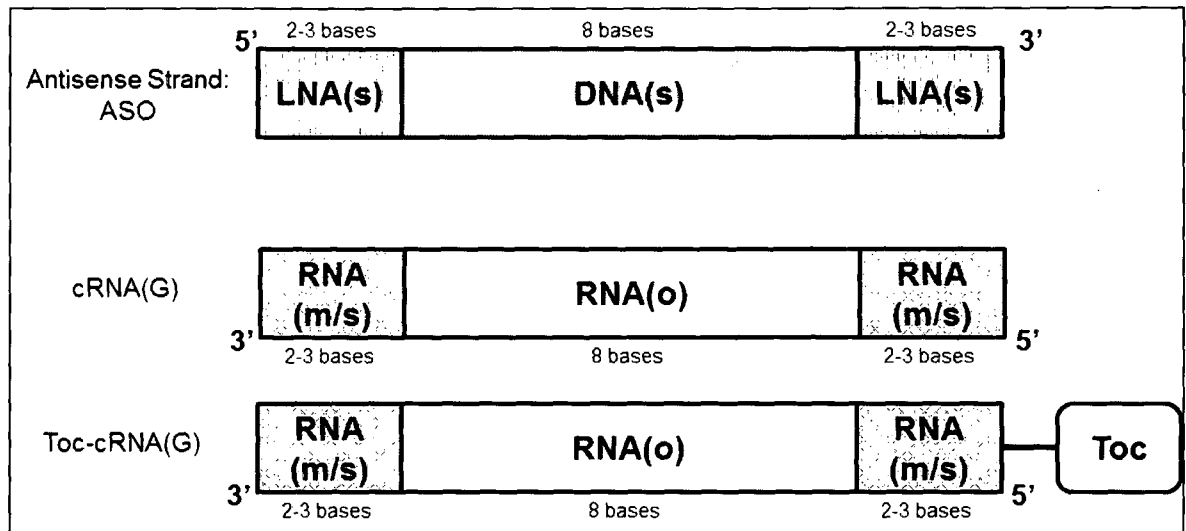 2-3 bases 8 bases 2-3 bases
5' 3'
Antisense Strand:
ASO
LNA(s) DNA(s) LNA(s)
cRNA(G)
RNA
(m/s)
RNA(o)
RNA
(m/s)
3' 5'
2-3 bases 8 bases 2-3 bases
Toc-cRNA(G)
RNA
(m/s)
RNA(o)
RNA
(m/s)
Toc
3' 5'
2-3 bases 8 bases 2-3 bases